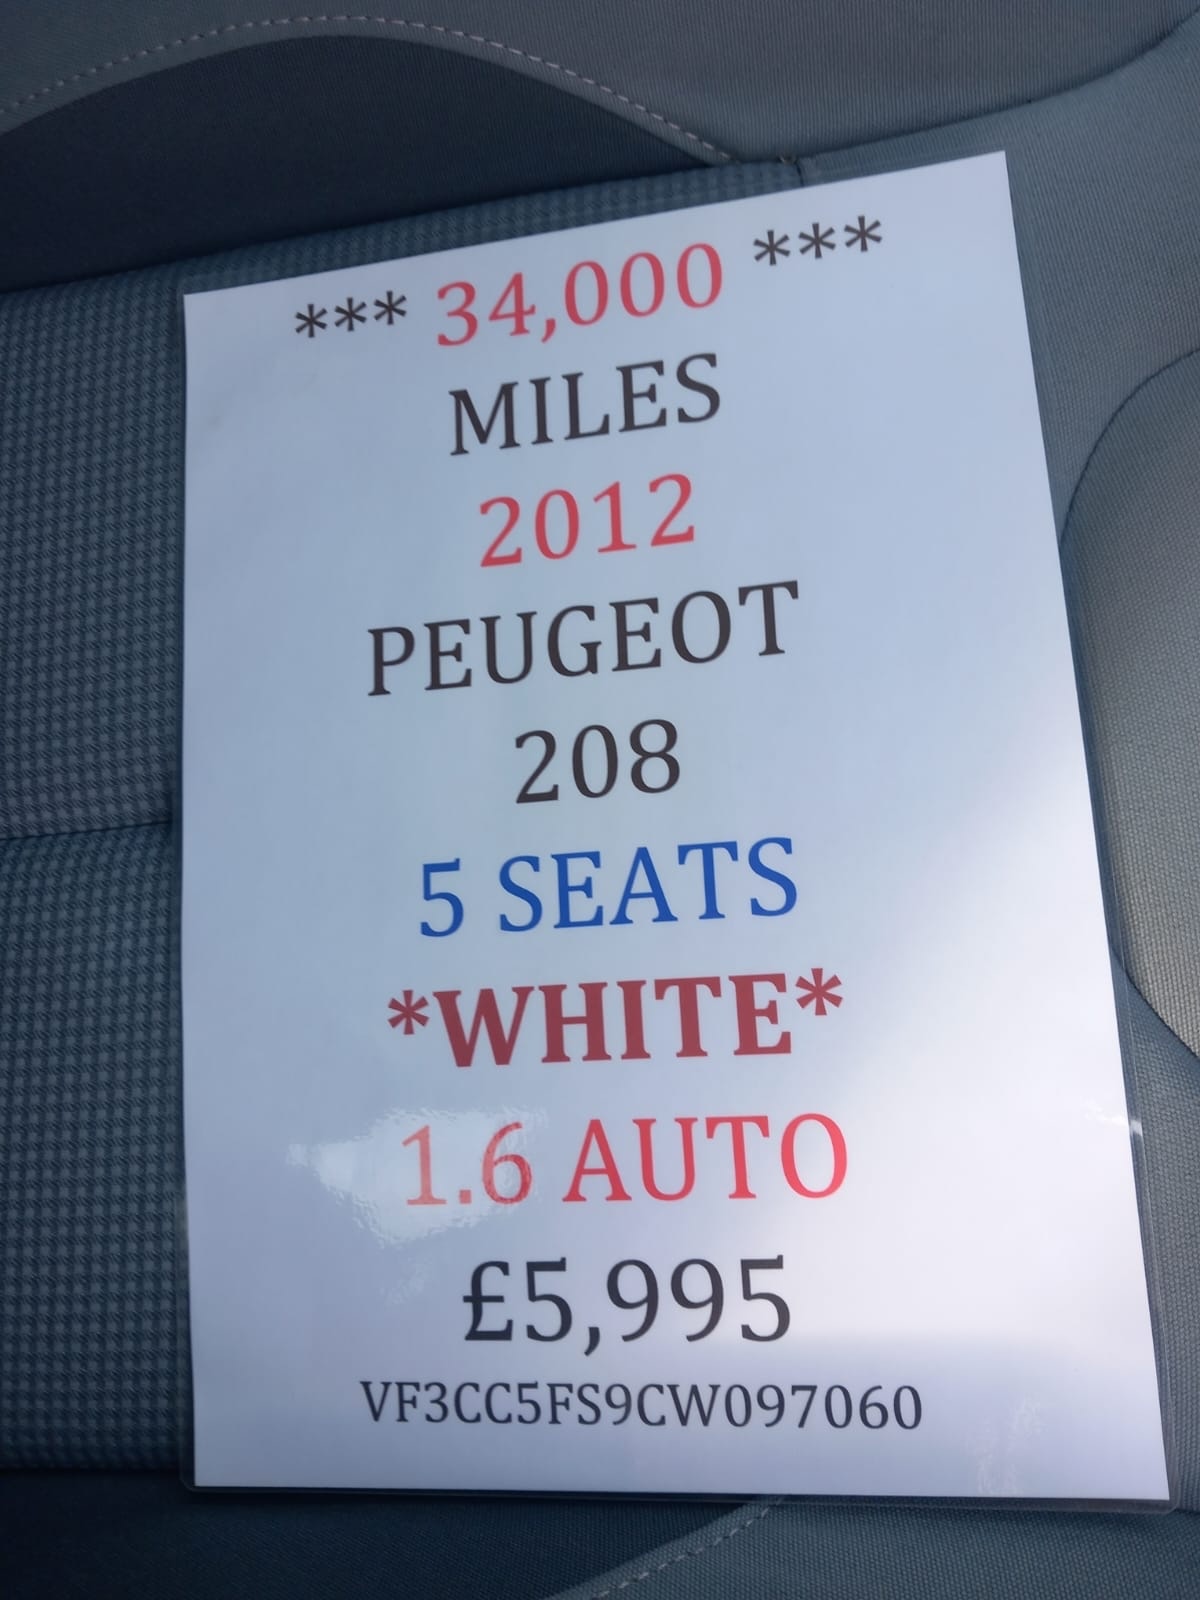 *** 34,000 ***
MILES
2012
PEUGEOT
208
5 SEATS
*WHITE*
1.6 AUTO
£5,995
VF3CC5FS9CW097060